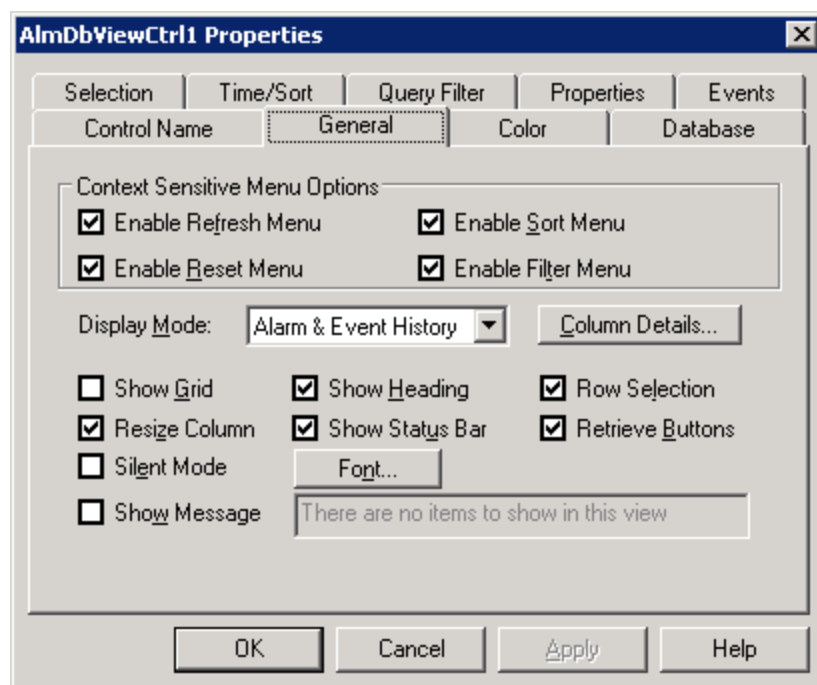 AlmDbViewCtrl1 Properties
Selection Time/Sort Query Filter Properties Events
Control Name General Color Database
Context Sensitive Menu Options
Enable Refresh Menu Enable Sort Menu
Enable Reset Menu Enable Filter Menu
Display Mode: Alarm & Event History Column Details...
Show Grid Show Heading Row Selection
Resize Column Show Status Bar Retrieve Buttons
Silent Mode Font...
Show Message There are no items to show in this view
OK Cancel Apply Help